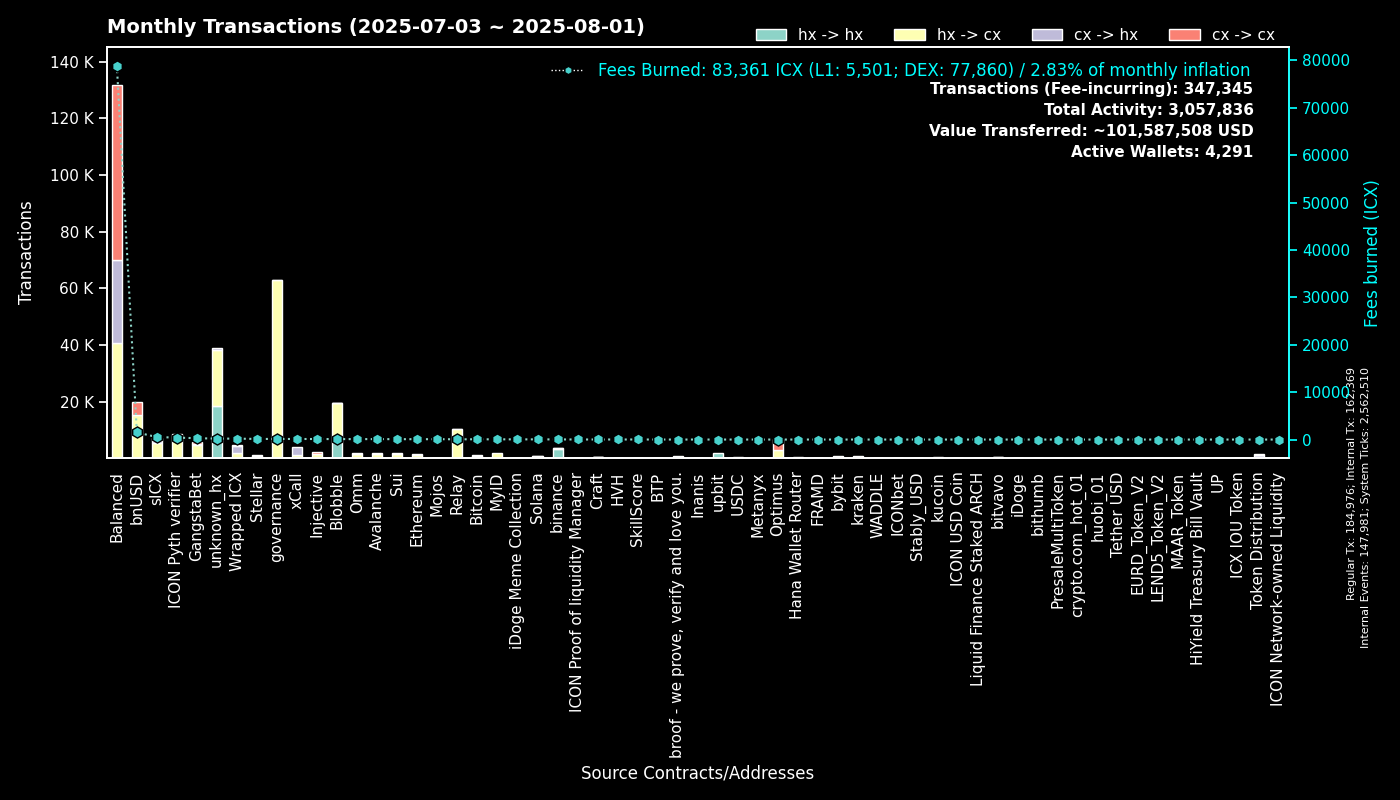 Monthly Transactions (2025-07-03 ~ 2025-08-01)
hx -> hx
hx -> cx
cx -> hx
cx -> cx
Fees Burned: 83,361 ICX (L1: 5,501; DEX: 77,860) / 2.83% of monthly inflation
Transactions (Fee-incurring): 347,345
Total Activity: 3,057,836
Value Transferred: ~101,587,508 USD
Active Wallets: 4,291
Transactions
140 K
120 K
100 K
80 K
60 K
40 K
20 K
80000
70000
60000
50000
40000
30000
20000
10000
0
Fees burned (ICX)
Regular Tx: 184,976; Internal Tx: 162,369
Internal Events: 147,981; System Ticks: 2,562,510
Balanced
bnUSD
sICX
ICON Pyth verifier
GangstaBet
unknown_hx
Wrapped ICX
Stellar
governance
xCall
Injective
Blobble
Omm
Avalanche
Sui
Ethereum
Mojos
Relay
Bitcoin
MyID
iDoge Meme Collection
Solana
binance
ICON Proof of liquidity Manager
Craft
HVH
SkillScore
BTP
broof - we prove, verify and love you.
Inanis
upbit
USDC
Metanyx
Optimus
Hana Wallet Router
FRAMD
bybit
kraken
WADDLE
ICONbet
Stably_USD
kucoin
ICON USD Coin
Liquid Finance Staked ARCH
bitvavo
iDoge
bithumb
PresaleMultiToken
crypto.com_hot_01
huobi_01
Tether USD
EURD_Token_V2
LEND5_Token_V2
MAAR_Token
HiYield Treasury Bill Vault
UP
ICX IOU Token
Token Distribution
ICON Network-owned Liquidity
Source Contracts/Addresses